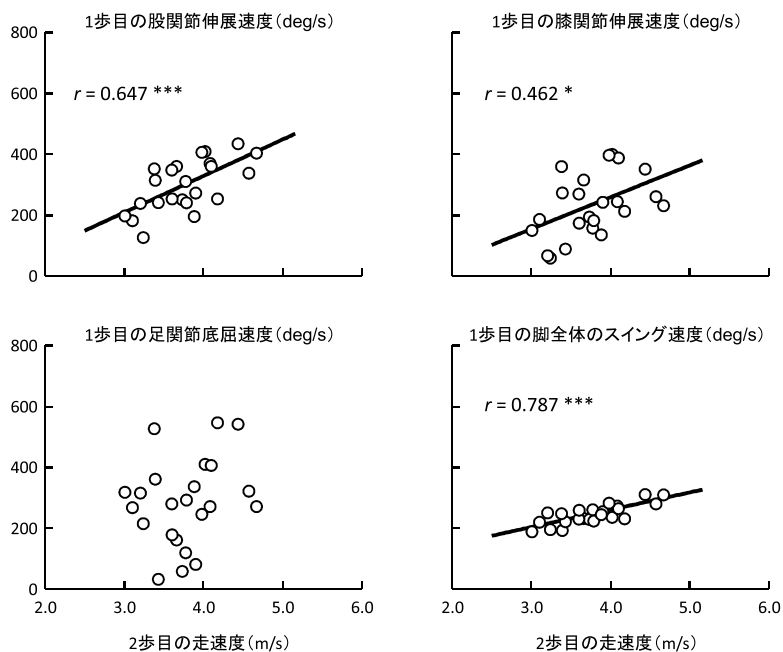 1歩目の股関節伸展速度(deg/s)
800
600
400
200
0
r = 0.647 ***
1歩目の膝関節伸展速度(deg/s)
r = 0.462 *
1歩目の足関節底屈速度(deg/s)
800
600
400
200
0
2.0 3.0 4.0 5.0 6.0
2歩目の走速度(m/s)
1歩目の脚全体のスイング速度(deg/s)
r = 0.787 ***
2.0 3.0 4.0 5.0 6.0
2歩目の走速度(m/s)